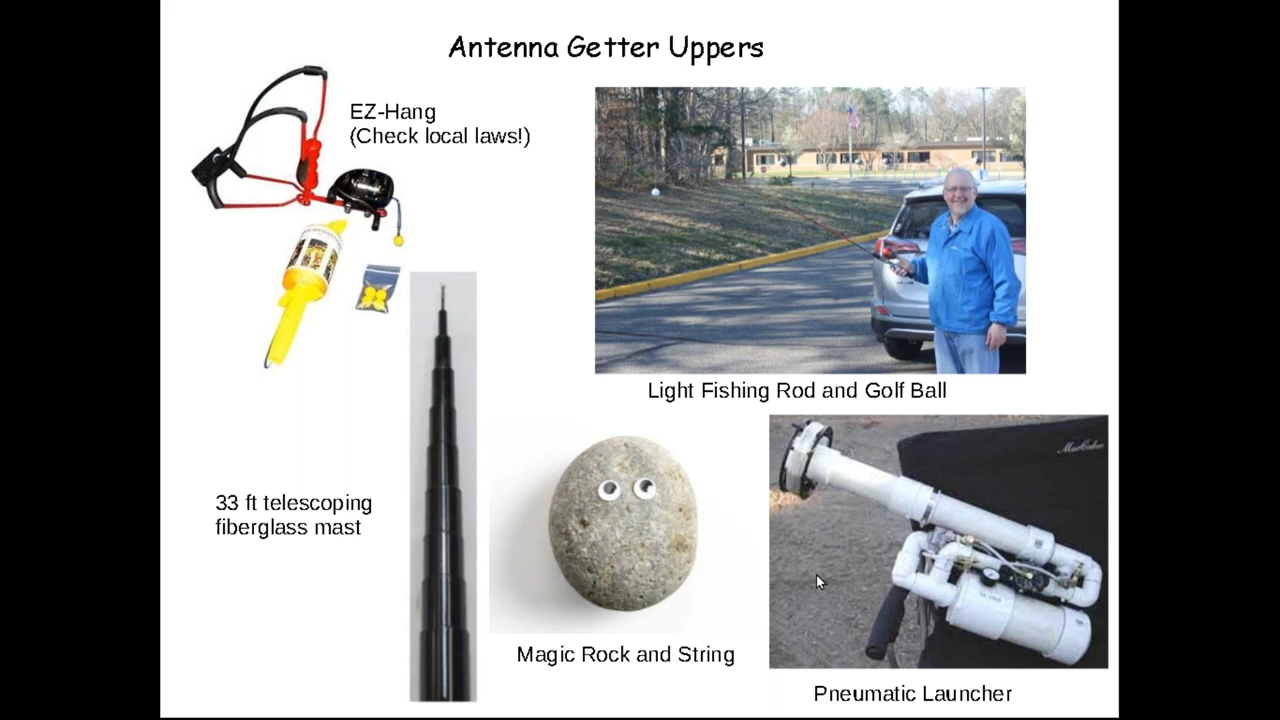 Antenna Getter Uppers
EZ-Hang
(Check local laws!)
Light Fishing Rod and Golf Ball
33 ft telescoping
fiberglass mast
Magic Rock and String
Pneumatic Launcher